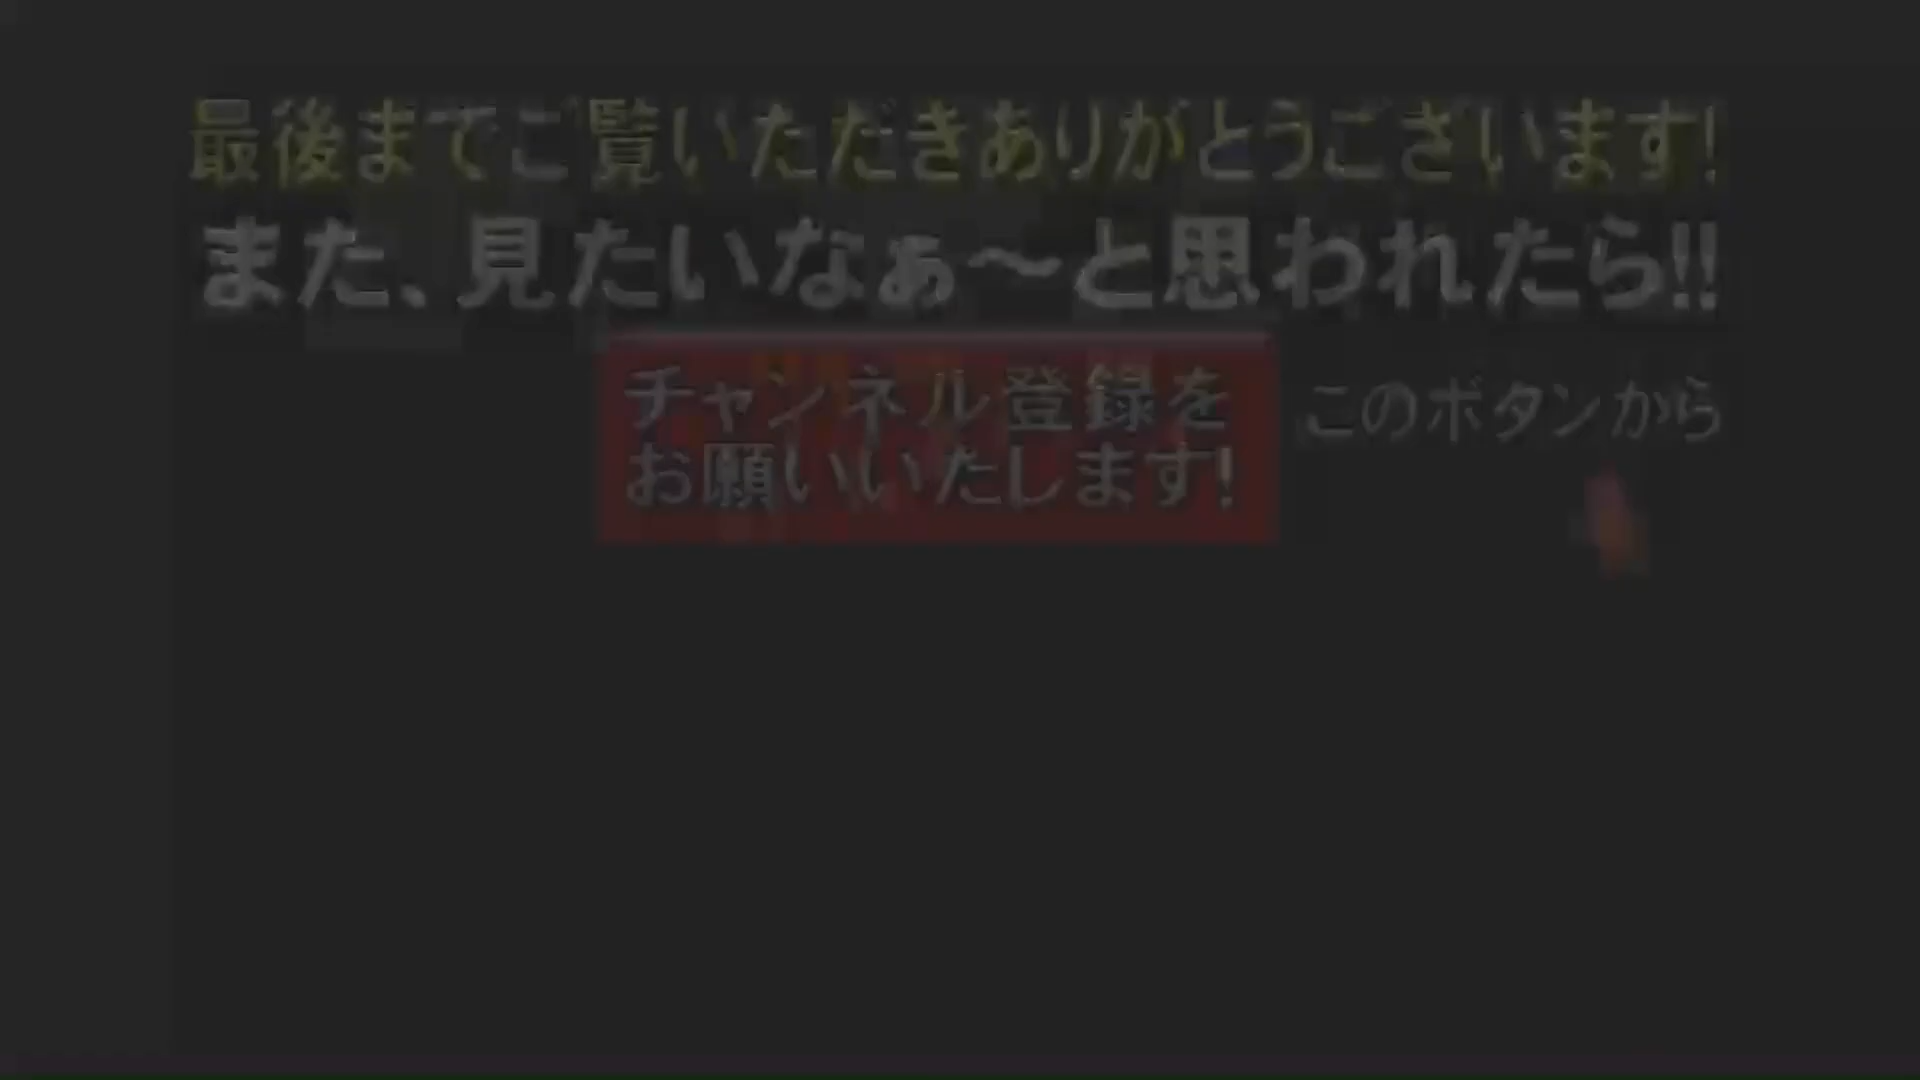 最後までご覧いただきありがとうございます!
また、見たいなぁ〜と思われたら!!
チャンネル登録を
お願いいたします!
このボタンから